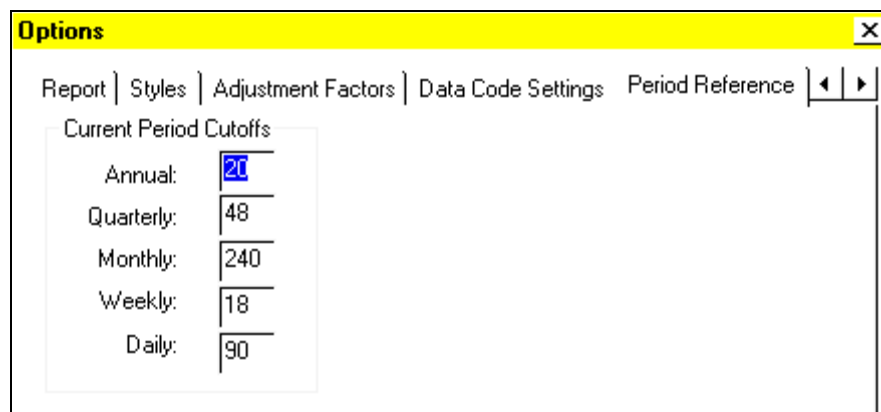 Options
Report Styles Adjustment Factors Data Code Settings Period Reference
Current Period Cutoffs
Annual: 20
Quarterly: 48
Monthly: 240
Weekly: 18
Daily: 90